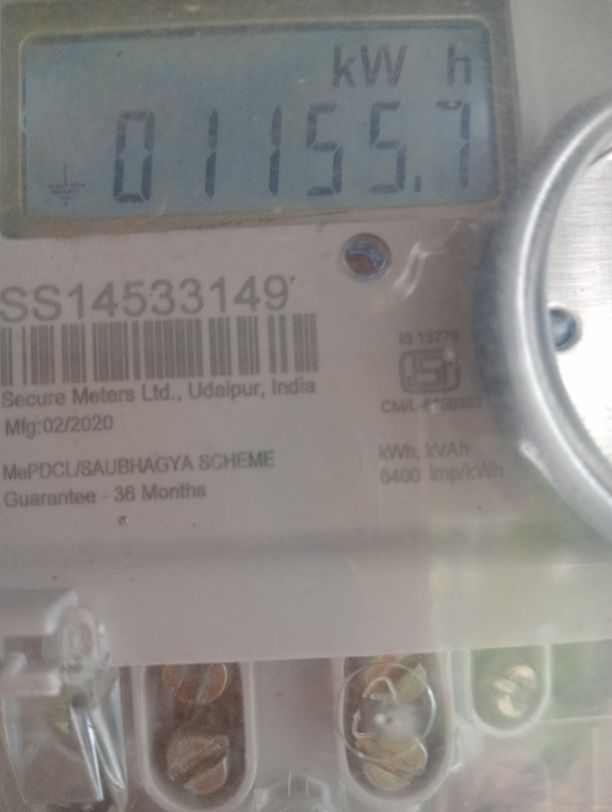 kW h
01155.7
SS14533149
IS 13779
Secure Meters Ltd., Udaipur, India
Mfg:02/2020
MePDCL/SAUBHAGYA SCHEME
Guarantee - 36 Months
kWh, kVAh
6400 imp/kWh